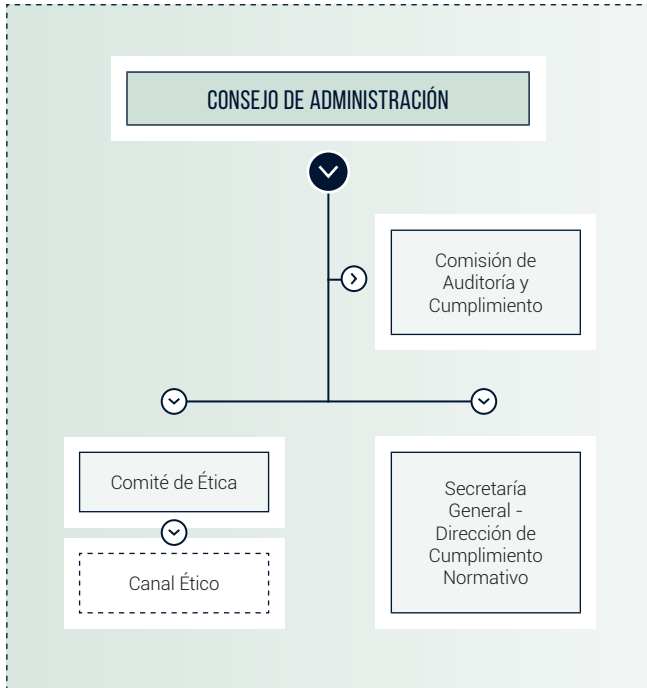 CONSEJO DE ADMINISTRACIÓN
Comisión de
Auditoría y
Cumplimiento
Comité de Ética
Canal Ético
Secretaría
General -
Dirección de
Cumplimiento
Normativo